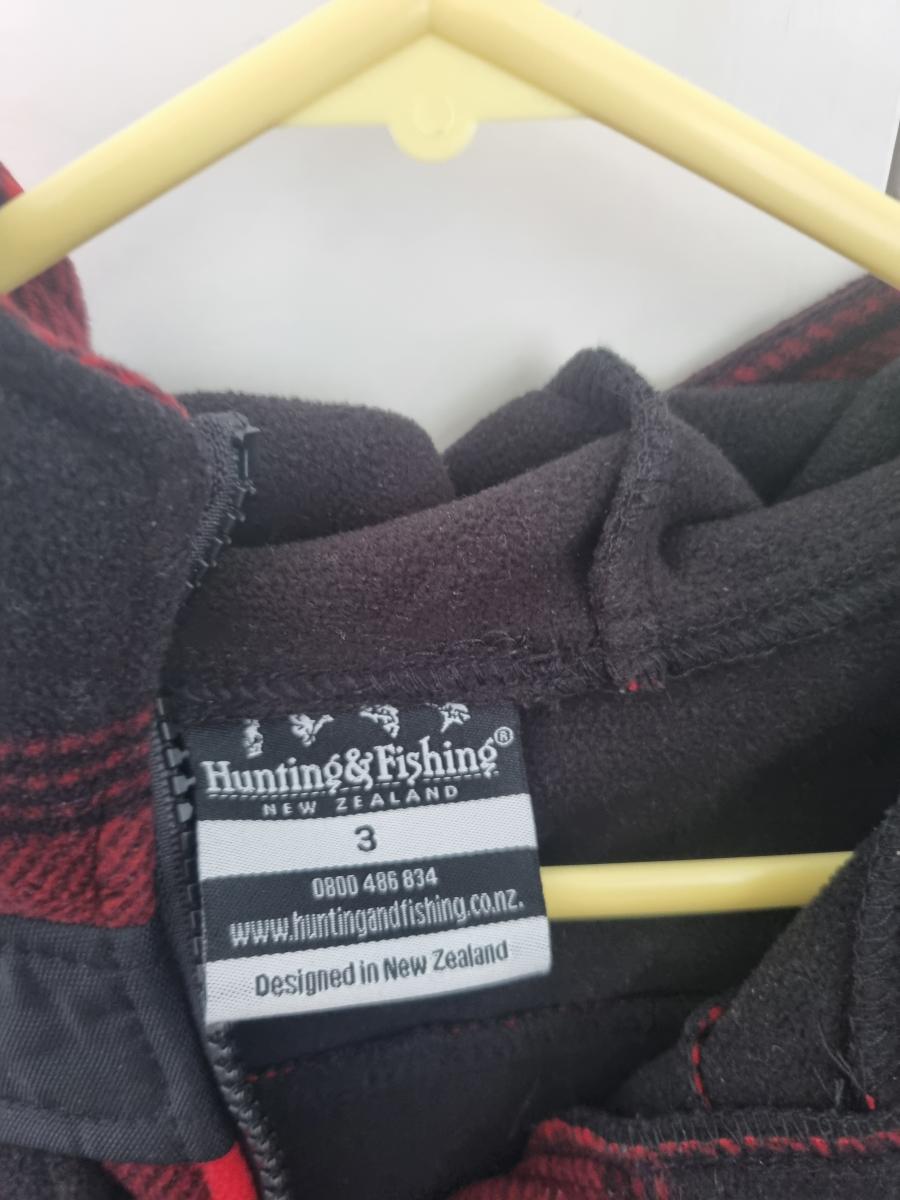 Hunting&Fishing®
NEW ZEALAND
3
0800 486 834
www.huntingandfishing.co.nz.
Designed in New Zealand